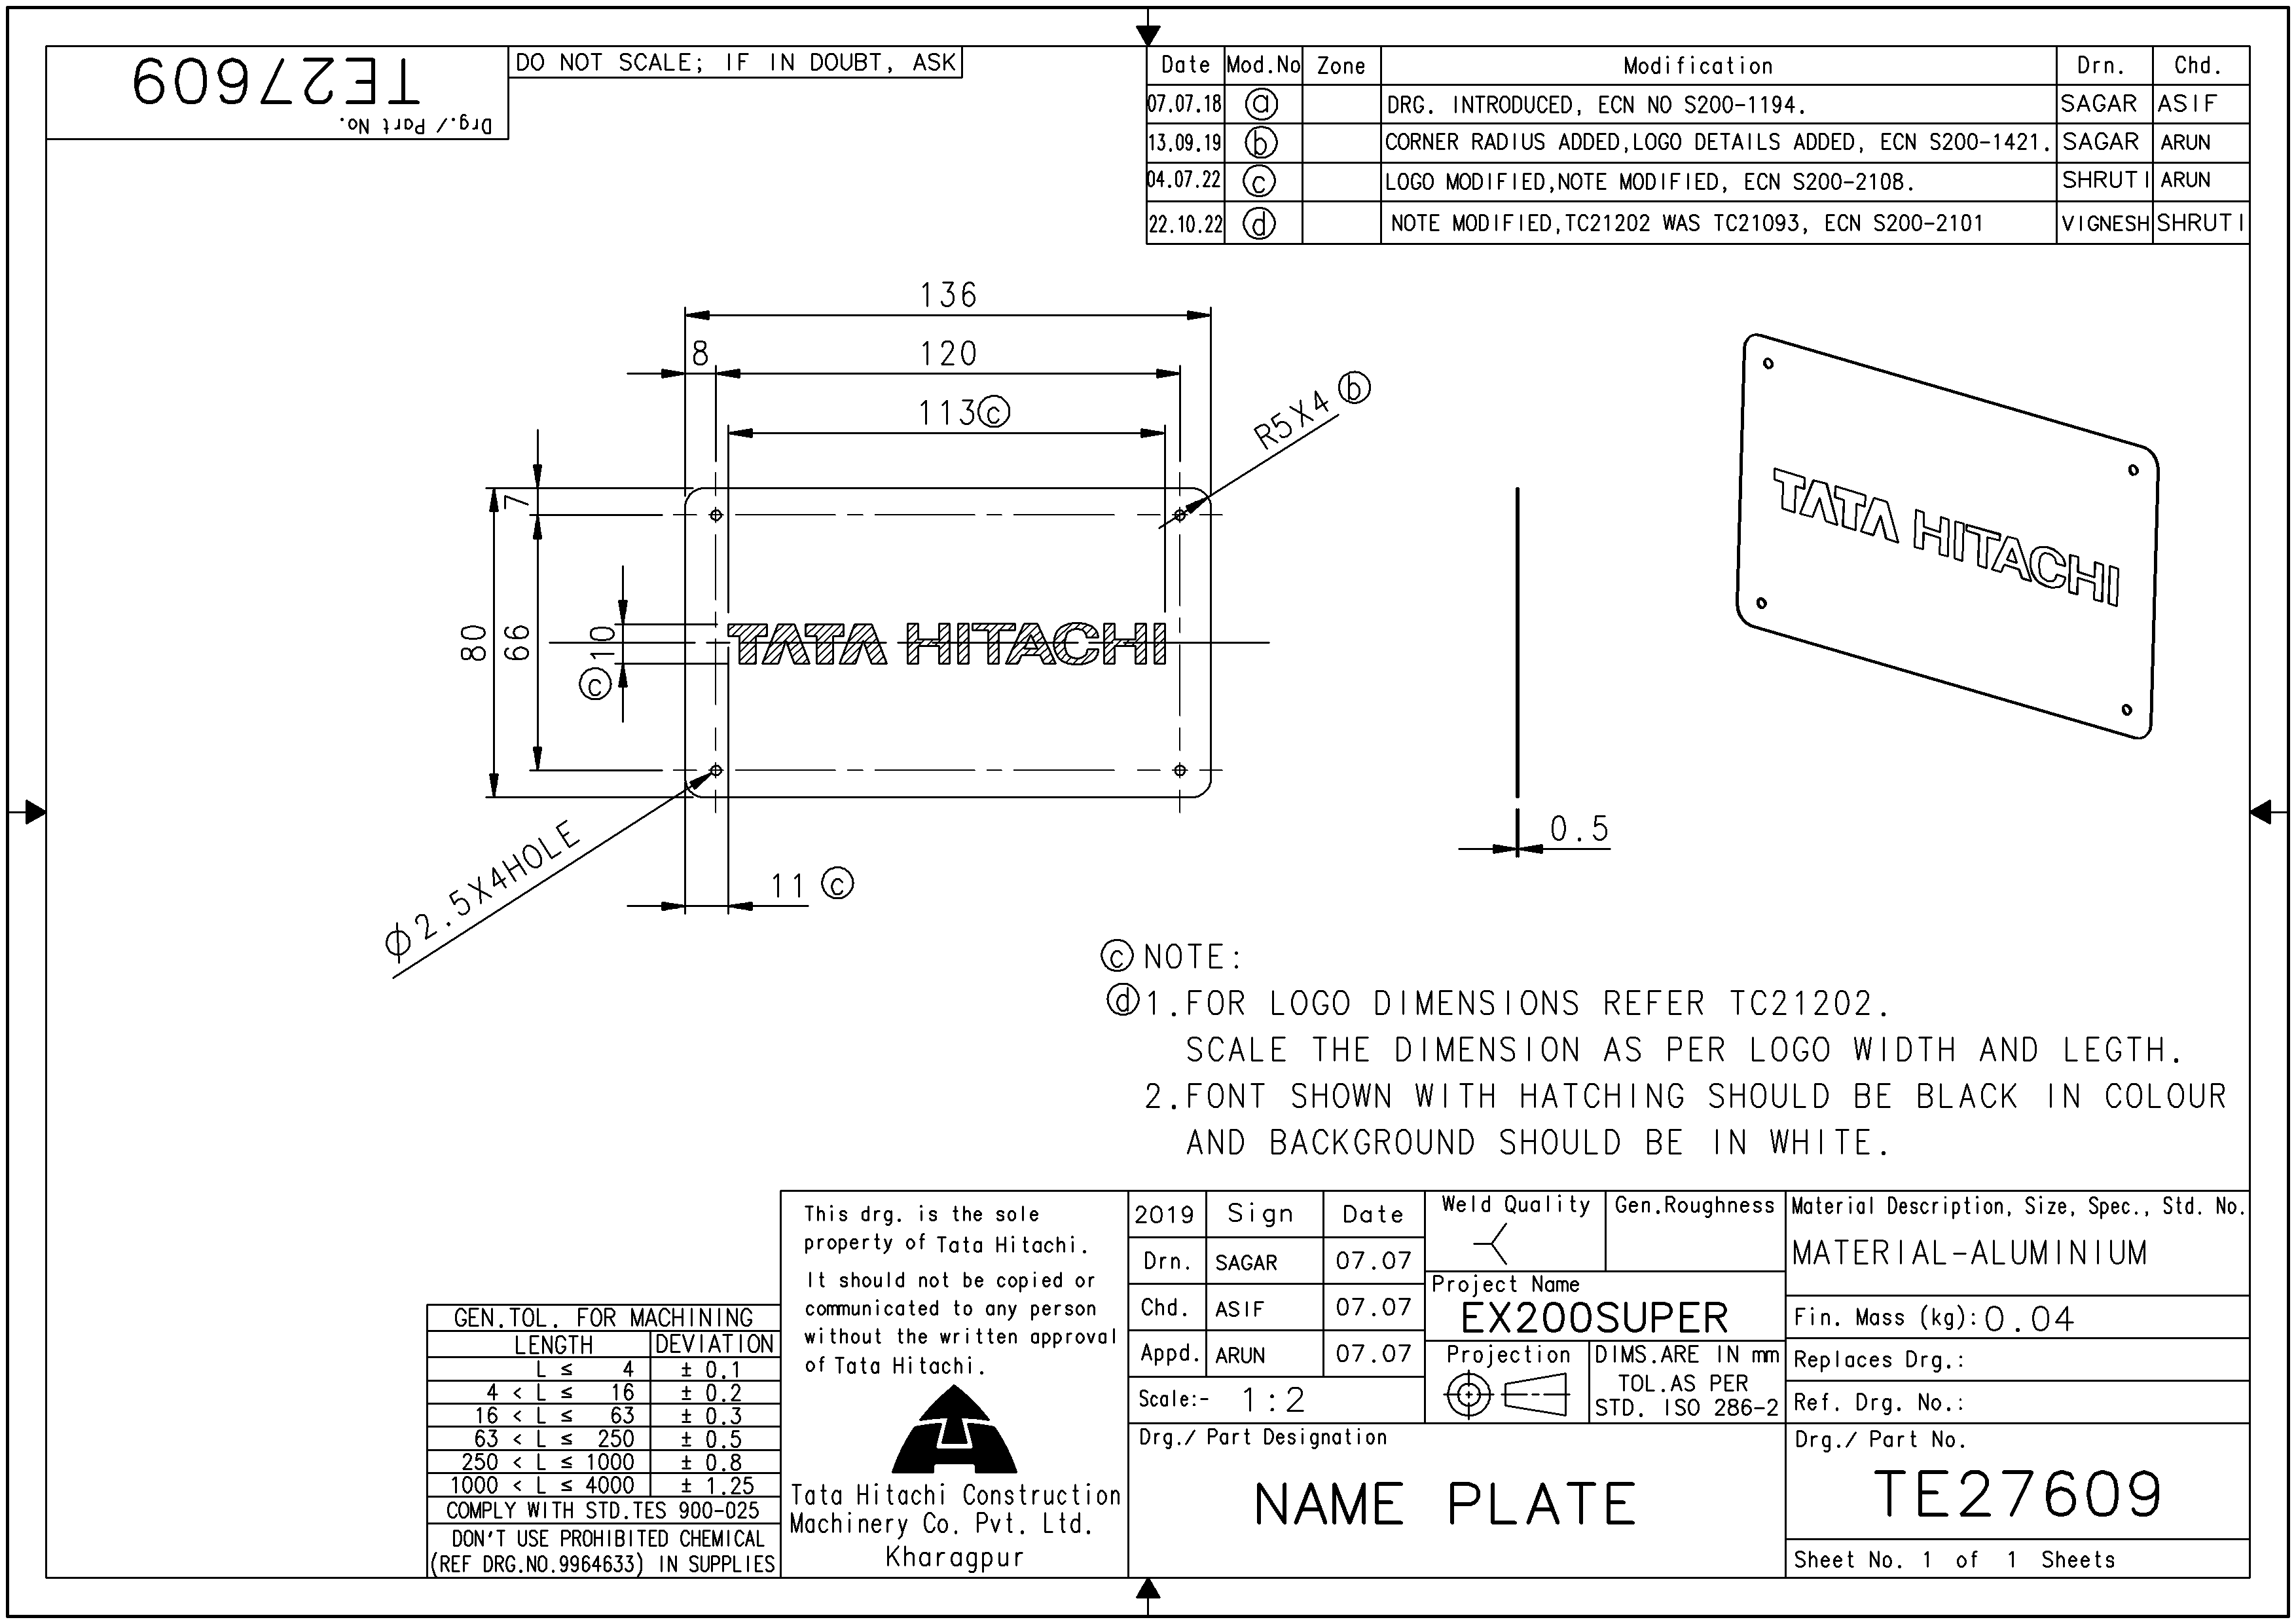 TE27609
Drg./ Part No.
DO NOT SCALE; IF IN DOUBT, ASK
Date Mod.No Zone Modification Drn. Chd.
07.07.18 a DRG. INTRODUCED, ECN NO S200-1194. SAGAR ASIF
13.09.19 b CORNER RADIUS ADDED,LOGO DETAILS ADDED, ECN S200-1421. SAGAR ARUN
04.07.22 c LOGO MODIFIED,NOTE MODIFIED, ECN S200-2108. SHRUTI ARUN
22.10.22 d NOTE MODIFIED,TC21202 WAS TC21093, ECN S200-2101 VIGNESH SHRUTI
136
8 120
113 c
R5X4 b
7
80
66
10
c
TATA HITACHI
TATA HITACHI
0.5
Ø2.5X4HOLE
11 c
c NOTE:
d 1.FOR LOGO DIMENSIONS REFER TC21202.
SCALE THE DIMENSION AS PER LOGO WIDTH AND LEGTH.
2.FONT SHOWN WITH HATCHING SHOULD BE BLACK IN COLOUR
AND BACKGROUND SHOULD BE IN WHITE.
GEN.TOL. FOR MACHINING
LENGTH DEVIATION
L ≤ 4 ± 0.1
4 < L ≤ 16 ± 0.2
16 < L ≤ 63 ± 0.3
63 < L ≤ 250 ± 0.5
250 < L ≤ 1000 ± 0.8
1000 < L ≤ 4000 ± 1.25
COMPLY WITH STD.TES 900-025
DON'T USE PROHIBITED CHEMICAL
(REF DRG.NO.9964633) IN SUPPLIES
This drg. is the sole
property of Tata Hitachi.
It should not be copied or
communicated to any person
without the written approval
of Tata Hitachi.
Tata Hitachi Construction
Machinery Co. Pvt. Ltd.
Kharagpur
2019 Sign Date
Drn. SAGAR 07.07
Chd. ASIF 07.07
Appd. ARUN 07.07
Scale:- 1:2
Weld Quality
Gen.Roughness
Project Name
EX200SUPER
Projection
DIMS.ARE IN mm
TOL.AS PER
STD. ISO 286-2
Drg./ Part Designation
NAME PLATE
Material Description, Size, Spec., Std. No.
MATERIAL-ALUMINIUM
Fin. Mass (kg):0.04
Replaces Drg.:
Ref. Drg. No.:
Drg./ Part No.
TE27609
Sheet No. 1 of 1 Sheets